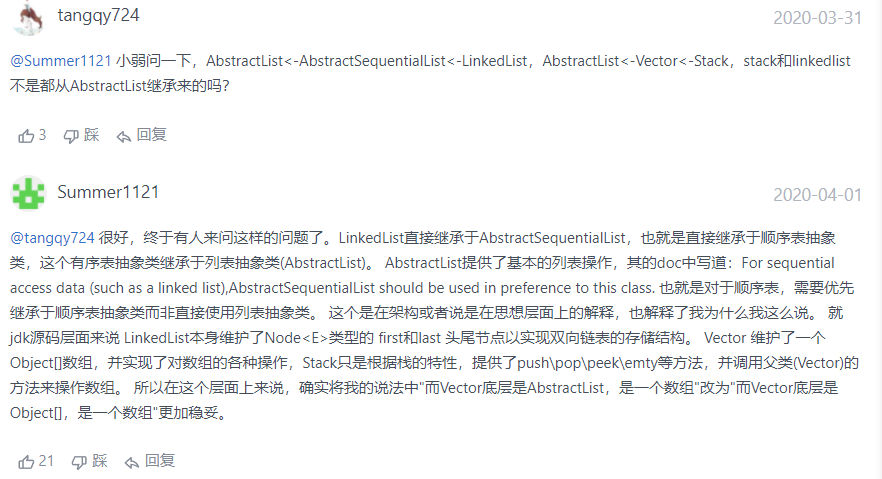 tangqy724
2020-03-31
@Summer1121 小弱问一下，AbstractList<-AbstractSequentialList<-LinkedList，AbstractList<-Vector<-Stack，stack和linkedlist
不是都从AbstractList继承来的吗?
3 踩 回复
Summer1121
2020-04-01
@tangqy724 很好，终于有人来问这样的问题了。LinkedList直接继承于AbstractSequentialList，也就是直接继承于顺序表抽象
类，这个有序表抽象类继承于列表抽象类(AbstractList)。 AbstractList提供了基本的列表操作，其的doc中写道：For sequential
access data (such as a linked list),AbstractSequentialList should be used in preference to this class. 也就是对于顺序表，需要优先
继承于顺序表抽象类而非直接使用列表抽象类。 这个是在架构或者说是在思想层面上的解释，也解释了我为什么我这么说。 就
jdk源码层面来说 LinkedList本身维护了Node<E>类型的 first和last 头尾节点以实现双向链表的存储结构。 Vector 维护了一个
Object[]数组，并实现了对数组的各种操作，Stack只是根据栈的特性，提供了push\pop\peek\emty等方法，并调用父类(Vector)的
方法来操作数组。 所以在这个层面上来说，确实将我的说法中"而Vector底层是AbstractList，是一个数组"改为"而Vector底层是
Object[]，是一个数组"更加稳妥。
21 踩 回复